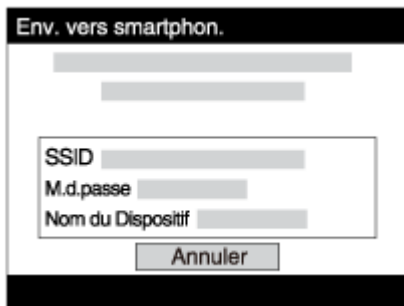 Env. vers smartphon.
SSID
M.d.passe
Nom du Dispositif
Annuler